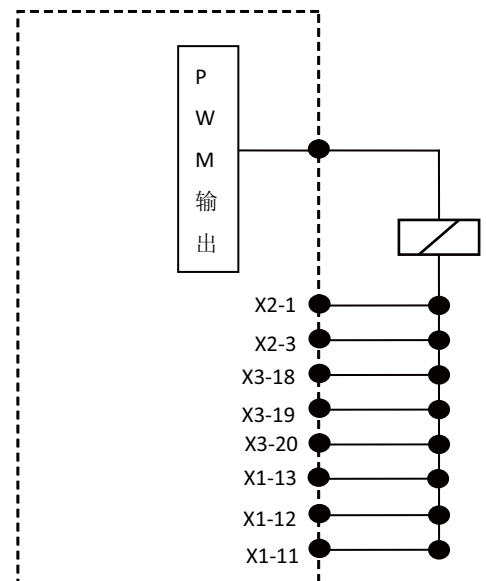 P
W
M
输
出
X2-1
X2-3
X3-18
X3-19
X3-20
X1-13
X1-12
X1-11